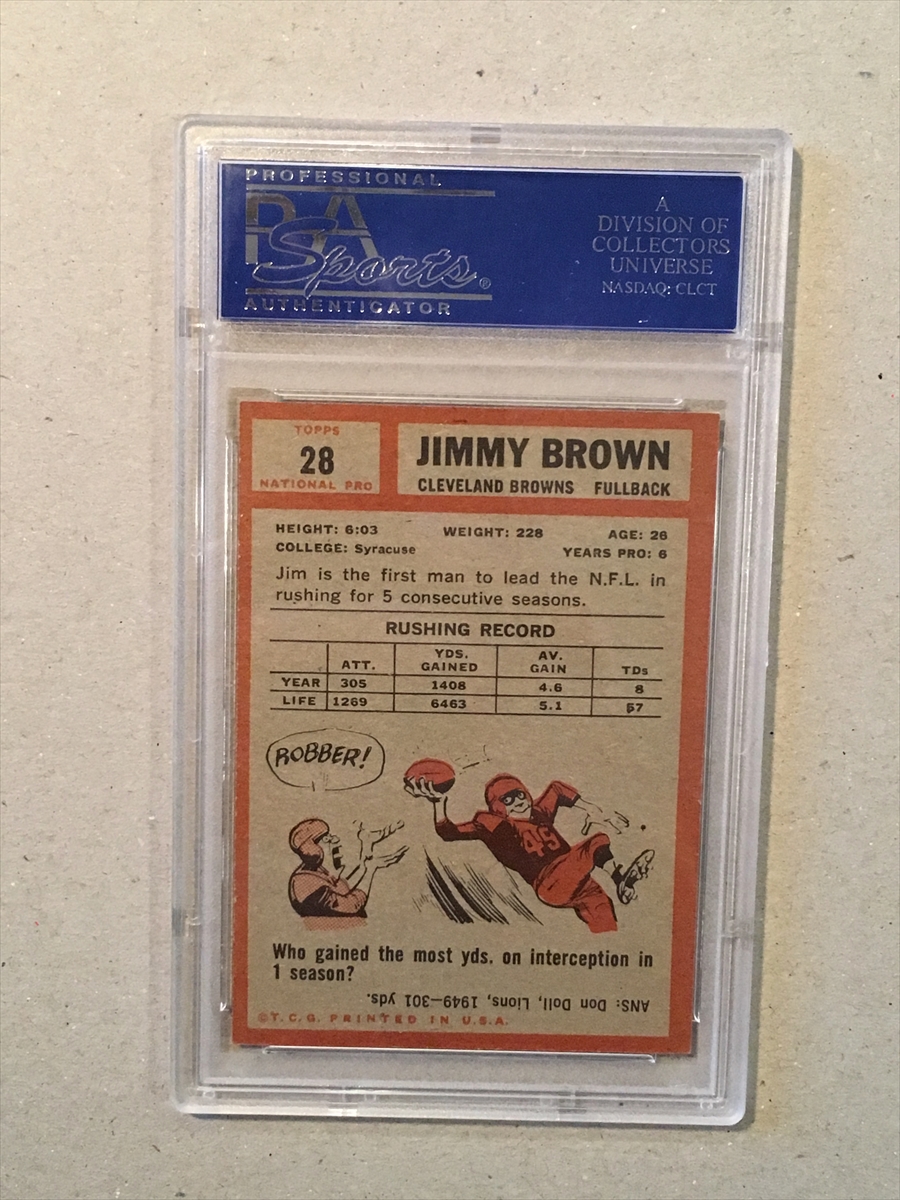 PROFESSIONAL
PSA
Sports®
AUTHENTICATOR
A
DIVISION OF
COLLECTORS
UNIVERSE
NASDAQ: CLCT
TOPPS
28
NATIONAL PRO
JIMMY BROWN
CLEVELAND BROWNS FULLBACK
HEIGHT: 6:03 WEIGHT: 228 AGE: 26
COLLEGE: Syracuse YEARS PRO: 6
Jim is the first man to lead the N.F.L. in
rushing for 5 consecutive seasons.
RUSHING RECORD
ATT. YDS. GAINED AV. GAIN TDs
YEAR 305 1408 4.6 8
LIFE 1269 6463 5.1 57
ROBBER!
49
Who gained the most yds. on interception in
1 season?
ANS: Don Doll, Lions, 1949—301 yds.
©T.C.G. PRINTED IN U.S.A.